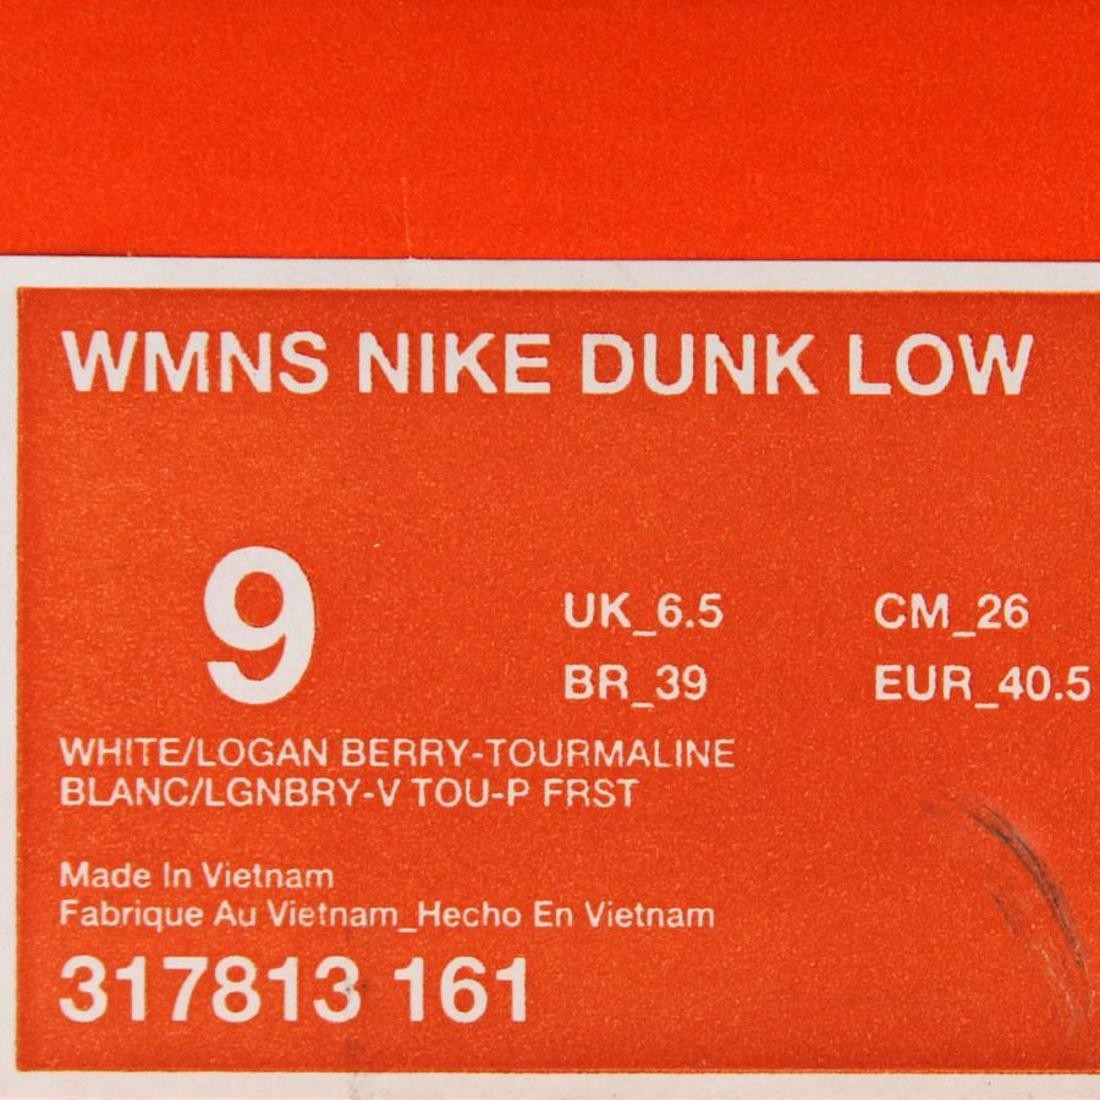 WMNS NIKE DUNK LOW
9
UK_6.5 CM_26
BR_39 EUR_40.5
WHITE/LOGAN BERRY-TOURMALINE
BLANC/LGNBRY-V TOU-P FRST
Made In Vietnam
Fabrique Au Vietnam_Hecho En Vietnam
317813 161